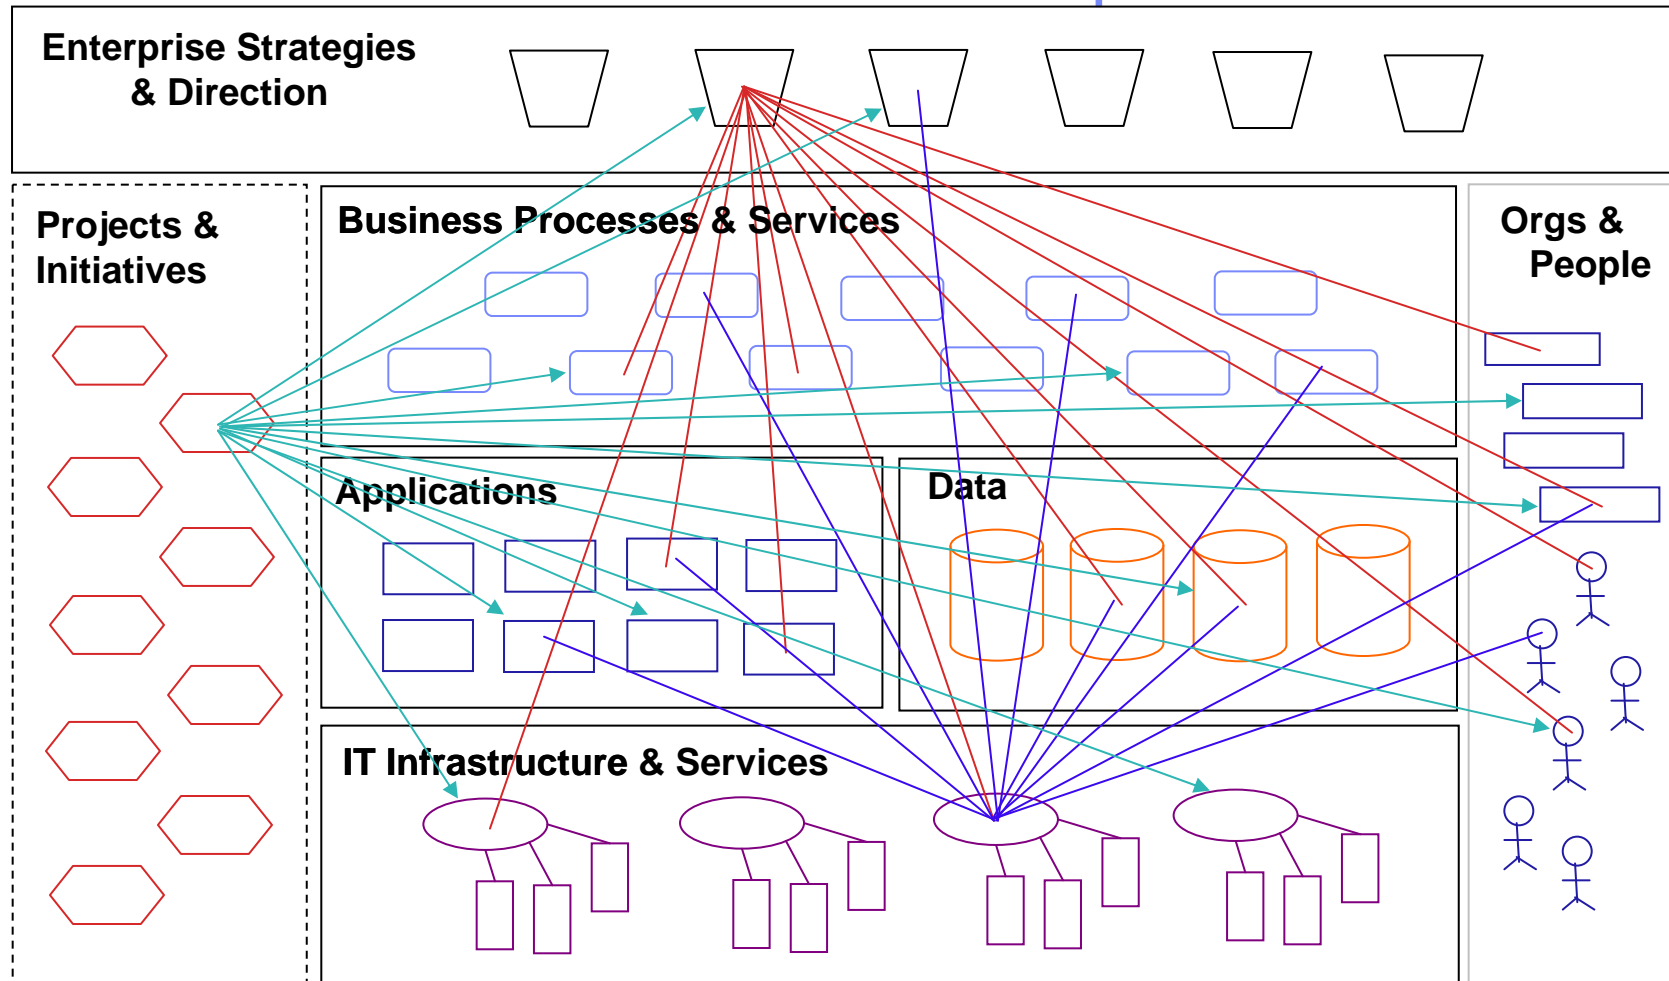 Enterprise Strategies
& Direction
Projects &
Initiatives
Business Processes & Services
Orgs &
People
Applications
Data
IT Infrastructure & Services